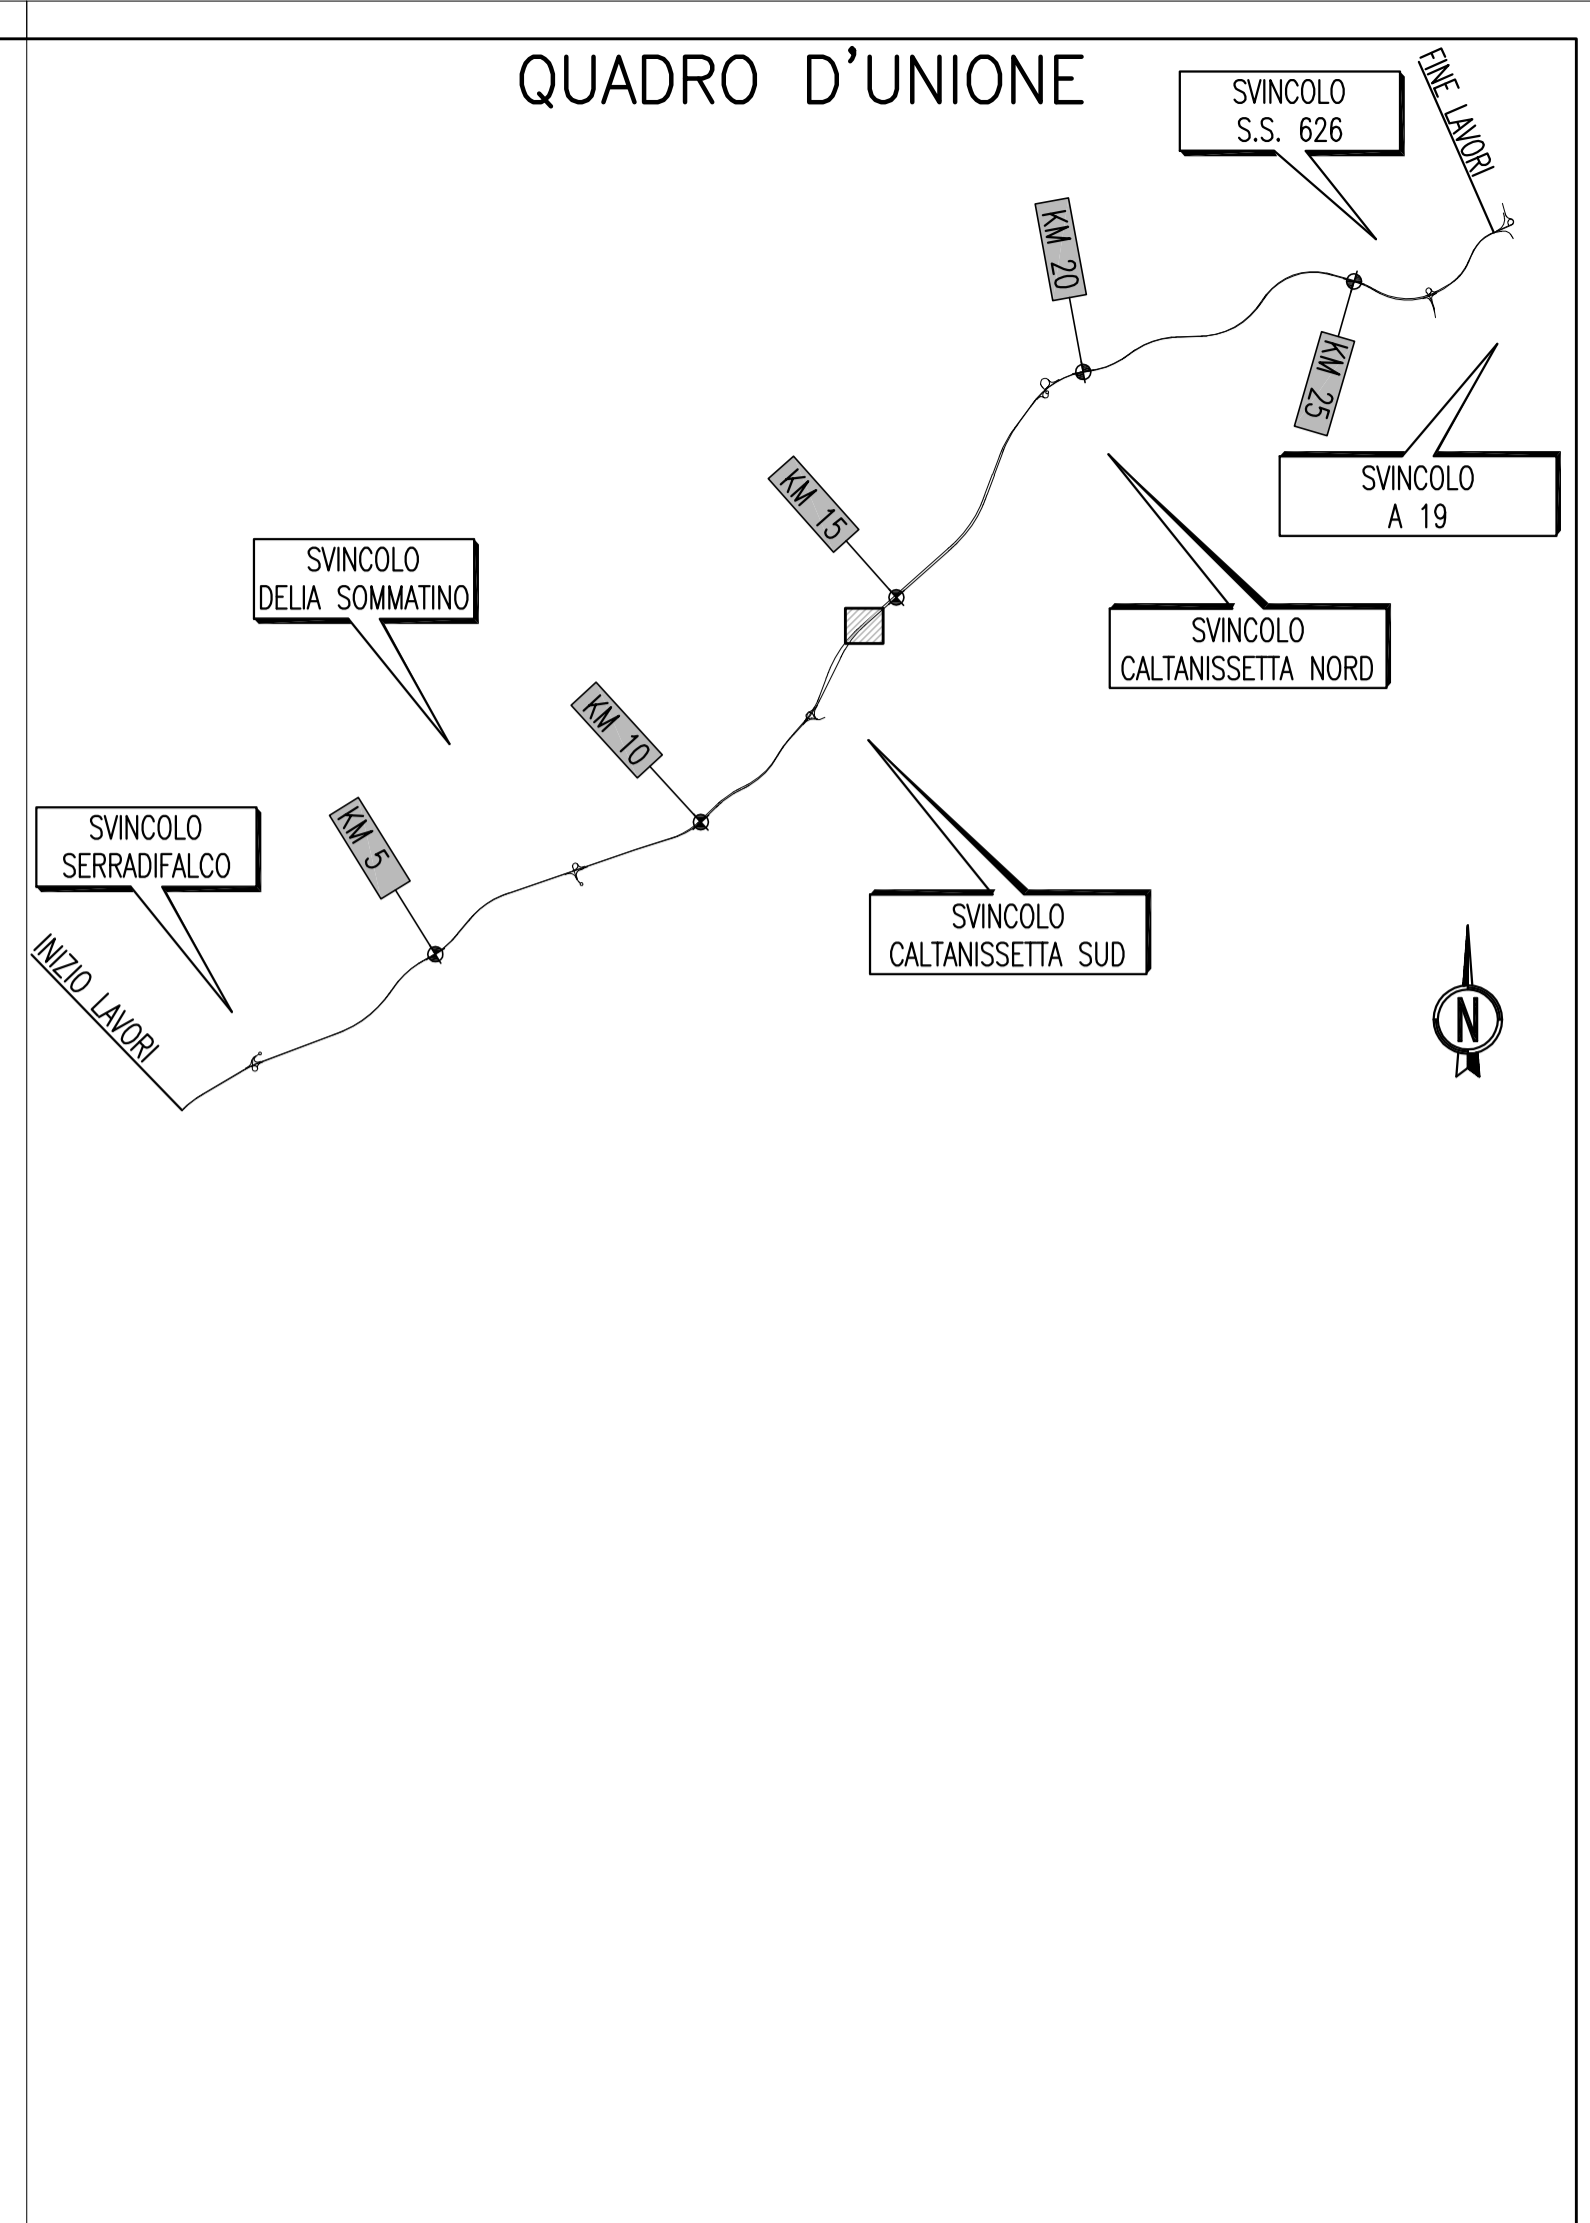 QUADRO D'UNIONE
SVINCOLO
S.S. 626
FINE LAVORI
KM 20
KM 25
SVINCOLO
A 19
KM 15
SVINCOLO
DELIA SOMMATINO
SVINCOLO
CALTANISSETTA NORD
KM 10
KM 5
SVINCOLO
SERRADIFALCO
SVINCOLO
CALTANISSETTA SUD
INIZIO LAVORI
N